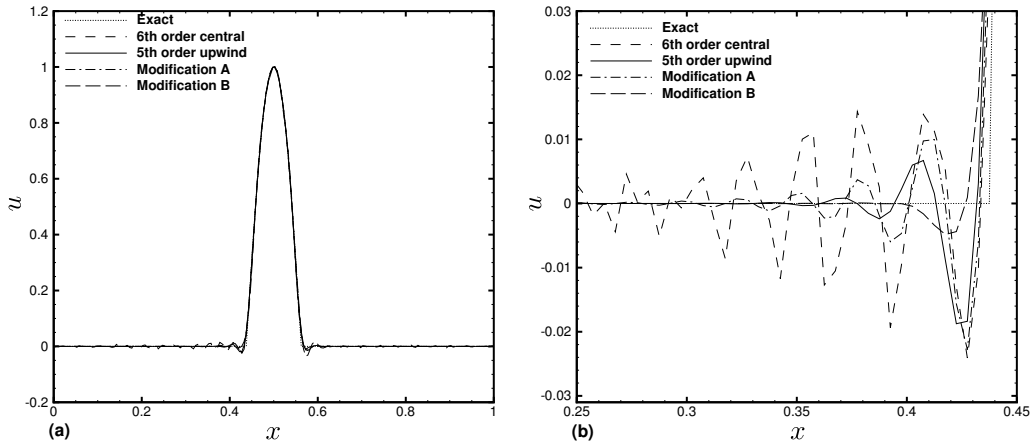 Exact
6th order central
5th order upwind
Modification A
Modification B
1.2
1
0.8
0.6
0.4
0.2
0
-0.2
u
0
0.2
0.4
0.6
0.8
1
(a)
x
Exact
6th order central
5th order upwind
Modification A
Modification B
0.03
0.02
0.01
0
-0.01
-0.02
-0.03
u
0.25
0.3
0.35
0.4
0.45
(b)
x